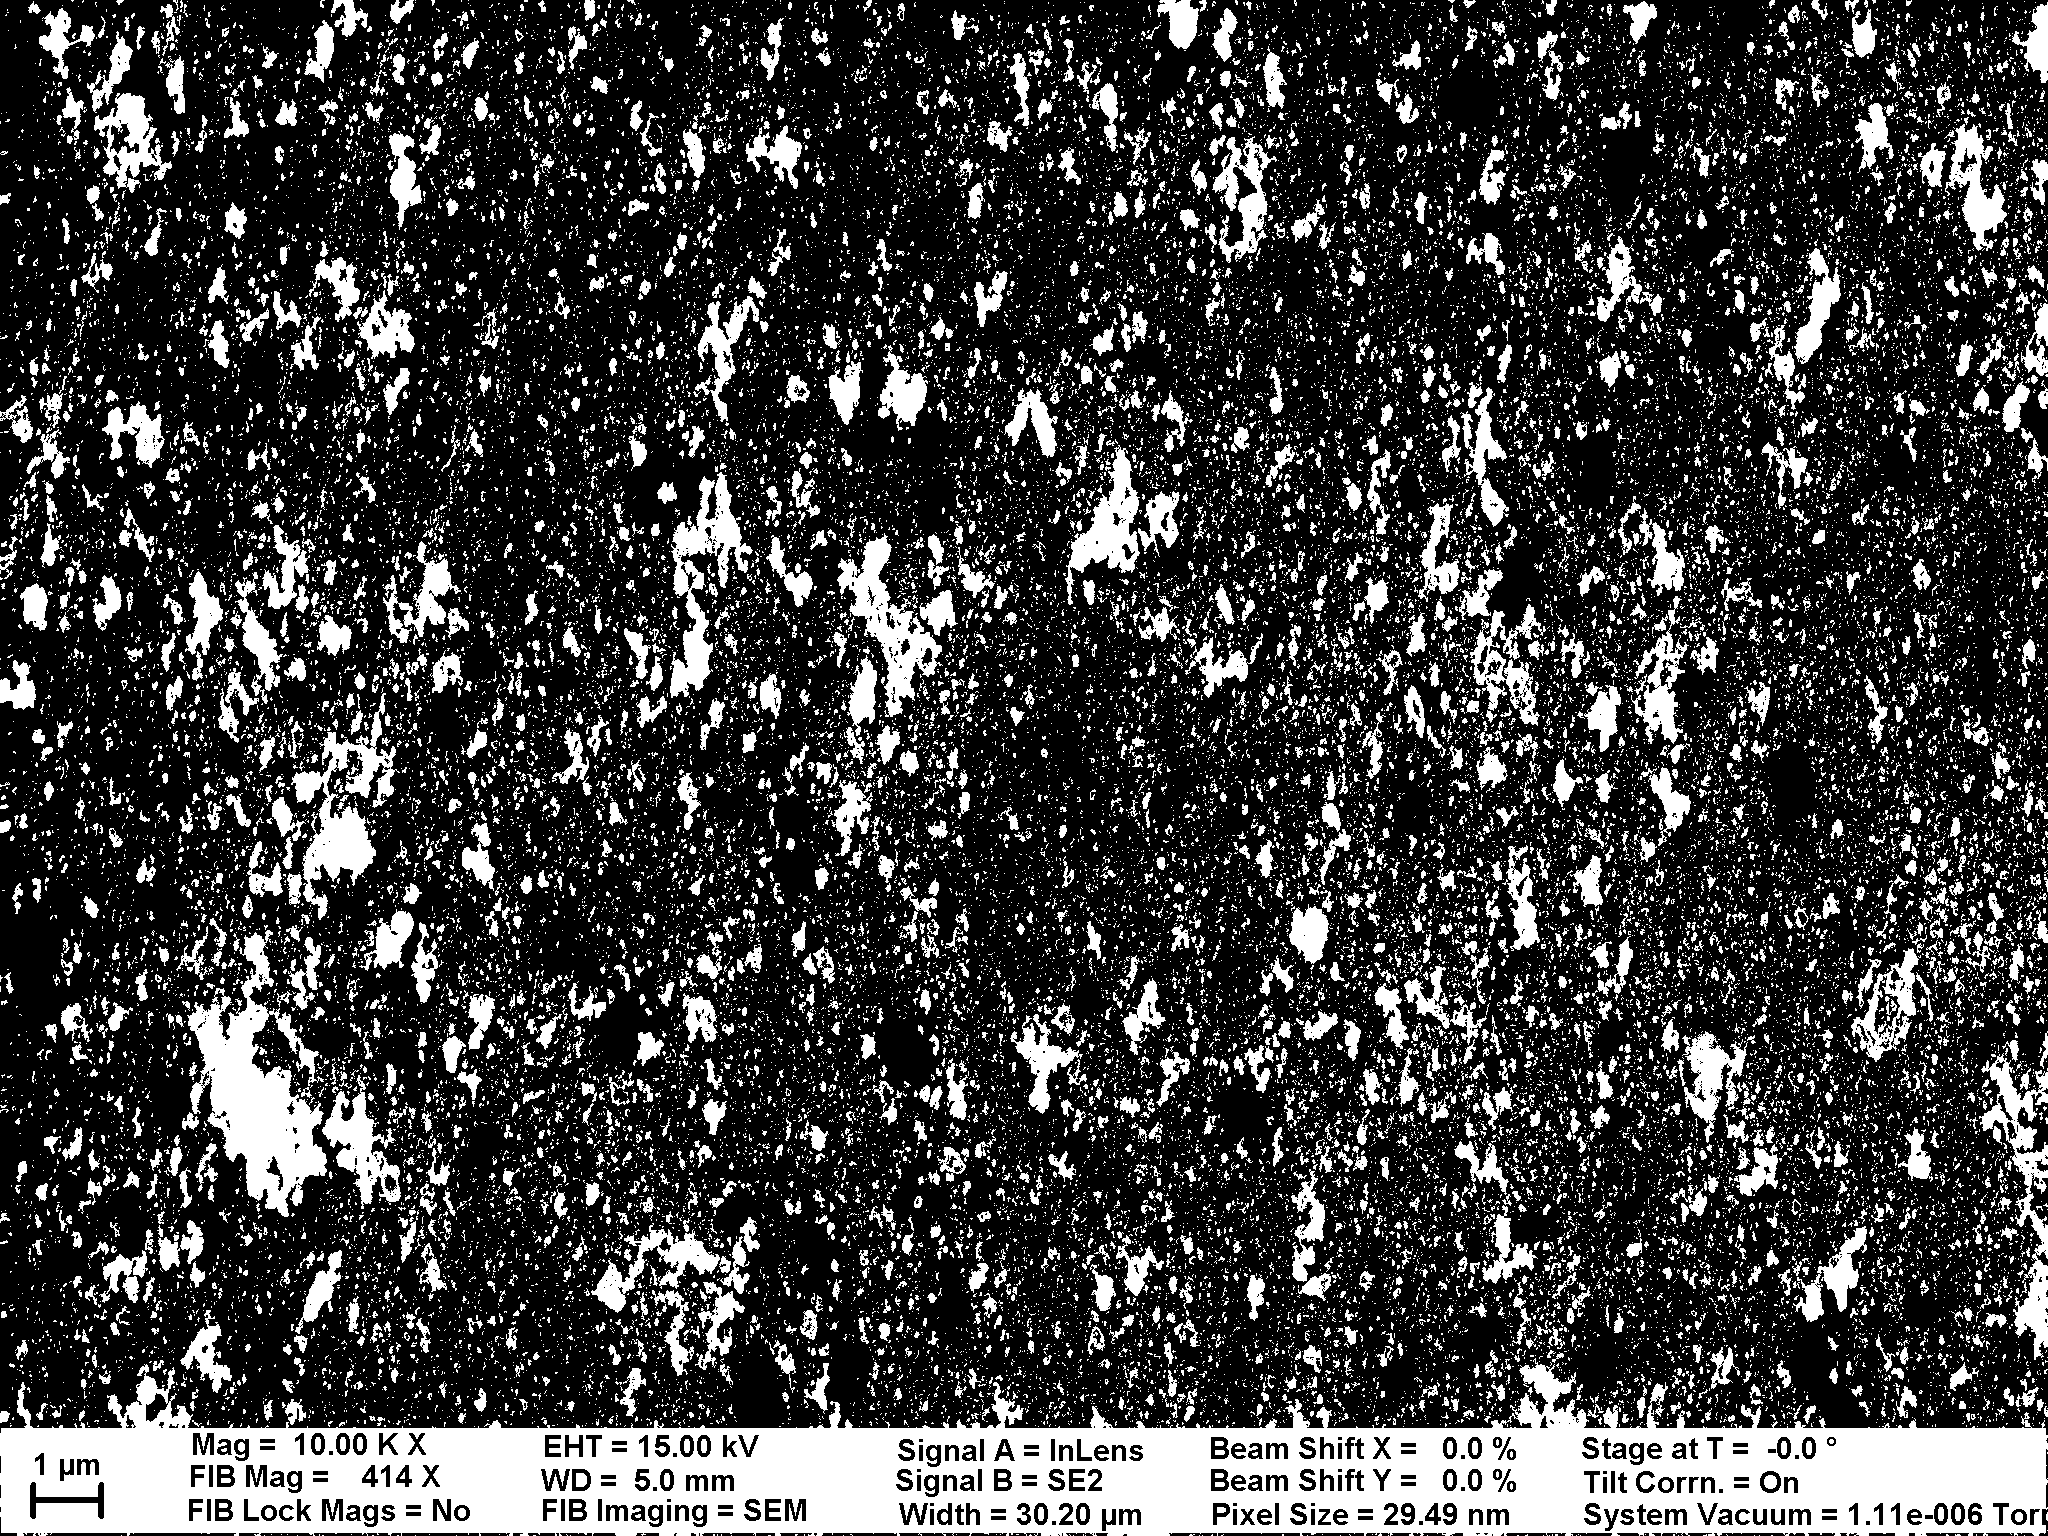 1 µm
Mag = 10.00 K X
FIB Mag = 414 X
FIB Lock Mags = No
EHT = 15.00 kV
WD = 5.0 mm
FIB Imaging = SEM
Signal A = InLens
Signal B = SE2
Width = 30.20 µm
Beam Shift X = 0.0 %
Beam Shift Y = 0.0 %
Pixel Size = 29.49 nm
Stage at T = -0.0 °
Tilt Corrn. = On
System Vacuum = 1.11e-006 Torr